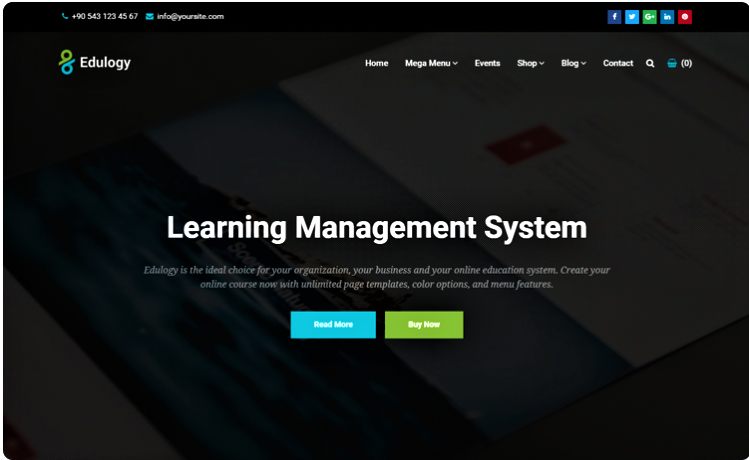 +90 543 123 45 67 info@yoursite.com
Edulogy
Home Mega Menu Events Shop Blog Contact (0)
Learning Management System
Edulogy is the ideal choice for your organization, your business and your online education system. Create your
online course now with unlimited page templates, color options, and menu features.
Read More Buy Now